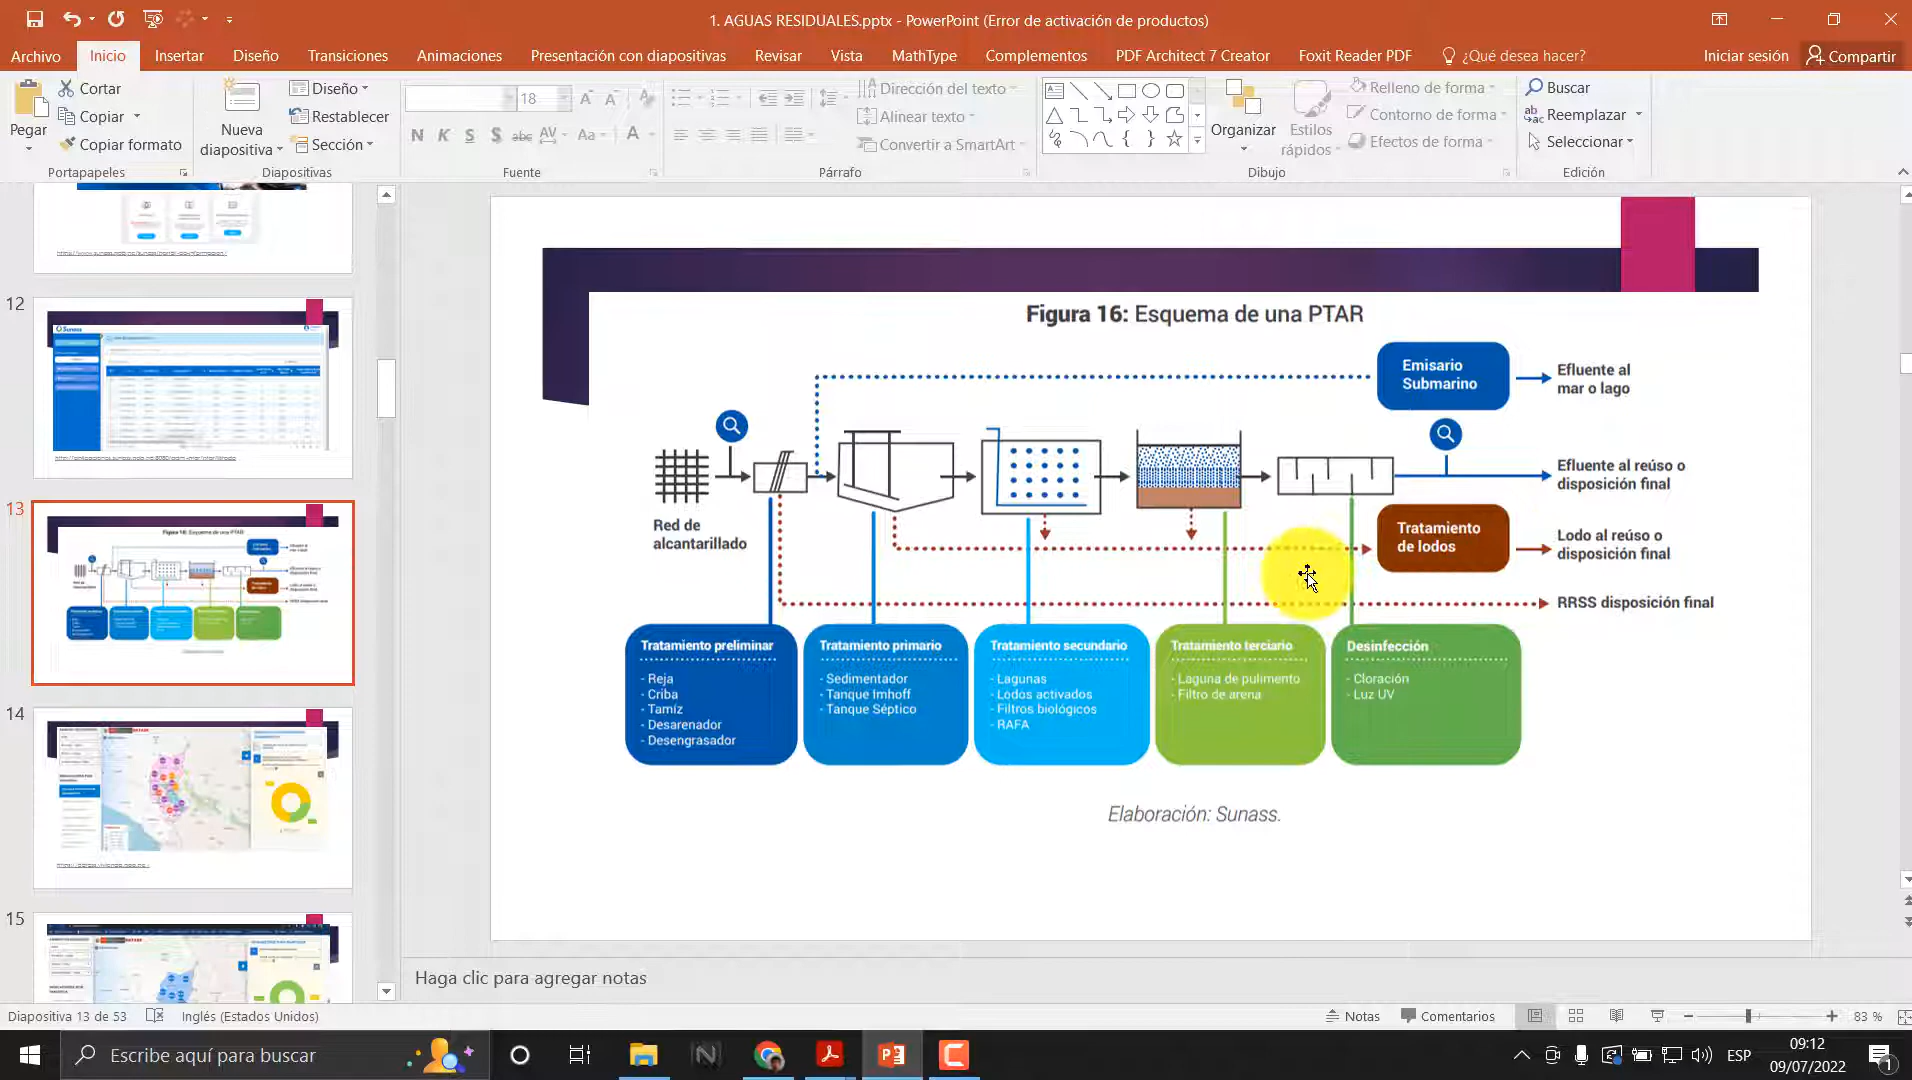 1. AGUAS RESIDUALES.pptx - PowerPoint (Error de activación de productos)
Archivo
Inicio
Insertar
Diseño
Transiciones
Animaciones
Presentación con diapositivas
Revisar
Vista
MathType
Complementos
PDF Architect 7 Creator
Foxit Reader PDF
¿Qué desea hacer?
Iniciar sesión
Compartir
Pegar
Cortar
Copiar
Copiar formato
Portapapeles
Nueva
diapositiva
Diseño
Restablecer
Sección
Diapositivas
18
N K S S abc AV Aa A
Fuente
Dirección del texto
Alinear texto
Convertir a SmartArt
Párrafo
Organizar
Estilos
rápidos
Relleno de forma
Contorno de forma
Efectos de forma
Dibujo
Buscar
Reemplazar
Seleccionar
Edición
12
13
14
15
Figura 16: Esquema de una PTAR
Emisario
Submarino
Efluente al
mar o lago
Red de
alcantarillado
Efluente al reúso o
disposición final
Tratamiento
de lodos
Lodo al reúso o
disposición final
RRSS disposición final
Tratamiento preliminar
- Reja
- Criba
- Tamíz
- Desarenador
- Desengrasador
Tratamiento primario
- Sedimentador
- Tanque Imhoff
- Tanque Séptico
Tratamiento secundario
- Lagunas
- Lodos activados
- Filtros biológicos
- RAFA
Tratamiento terciario
- Laguna de pulimento
- Filtro de arena
Desinfección
- Cloración
- Luz UV
Elaboración: Sunass.
Haga clic para agregar notas
Diapositiva 13 de 53
Inglés (Estados Unidos)
Notas
Comentarios
83 %
Escribe aquí para buscar
ESP
09:12
09/07/2022
1